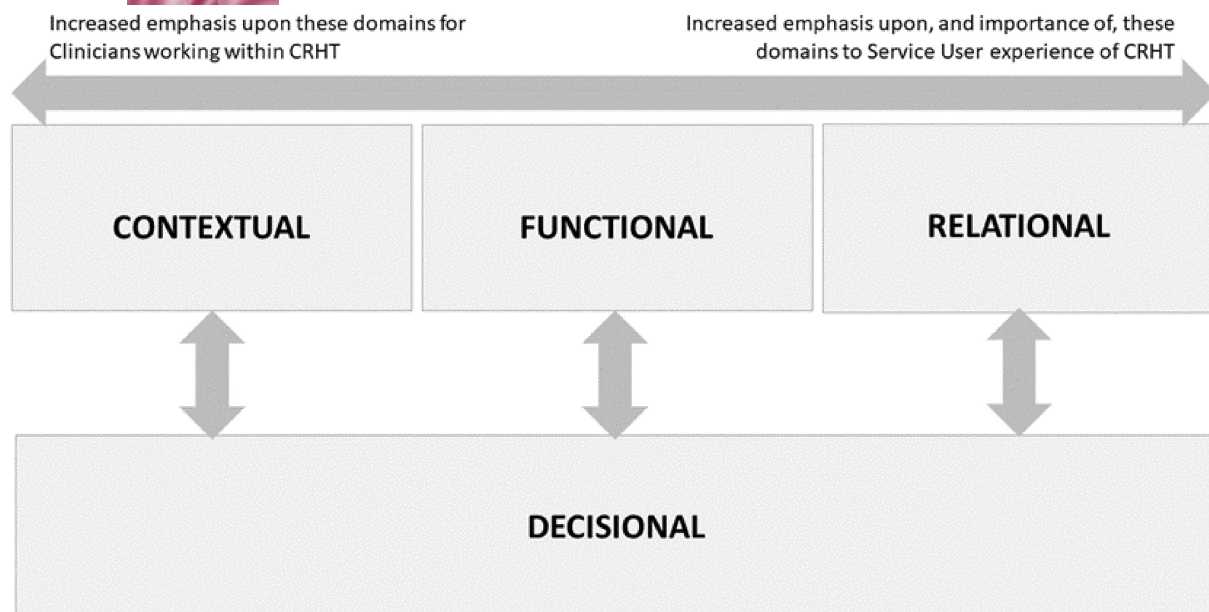 Increased emphasis upon these domains for
Clinicians working within CRHT
Increased emphasis upon, and importance of, these
domains to Service User experience of CRHT
CONTEXTUAL
FUNCTIONAL
RELATIONAL
DECISIONAL